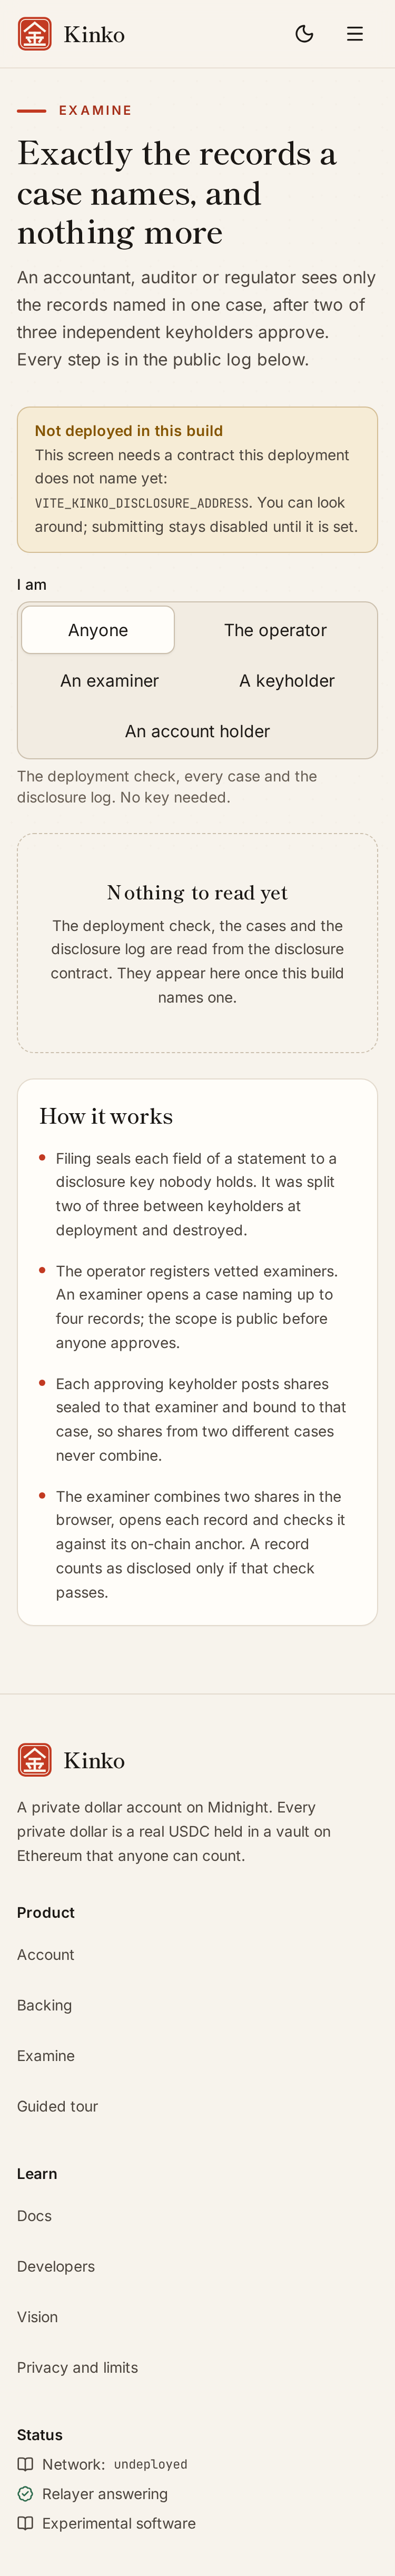 金 Kinko
EXAMINE
Exactly the records a
case names, and
nothing more
An accountant, auditor or regulator sees only
the records named in one case, after two of
three independent keyholders approve.
Every step is in the public log below.
Not deployed in this build
This screen needs a contract this deployment
does not name yet:
VITE_KINKO_DISCLOSURE_ADDRESS. You can look
around; submitting stays disabled until it is set.
I am
Anyone
The operator
An examiner
A keyholder
An account holder
The deployment check, every case and the
disclosure log. No key needed.
Nothing to read yet
The deployment check, the cases and the
disclosure log are read from the disclosure
contract. They appear here once this build
names one.
How it works
Filing seals each field of a statement to a
disclosure key nobody holds. It was split
two of three between keyholders at
deployment and destroyed.
The operator registers vetted examiners.
An examiner opens a case naming up to
four records; the scope is public before
anyone approves.
Each approving keyholder posts shares
sealed to that examiner and bound to that
case, so shares from two different cases
never combine.
The examiner combines two shares in the
browser, opens each record and checks it
against its on-chain anchor. A record
counts as disclosed only if that check
passes.
金 Kinko
A private dollar account on Midnight. Every
private dollar is a real USDC held in a vault on
Ethereum that anyone can count.
Product
Account
Backing
Examine
Guided tour
Learn
Docs
Developers
Vision
Privacy and limits
Status
Network: undeployed
Relayer answering
Experimental software